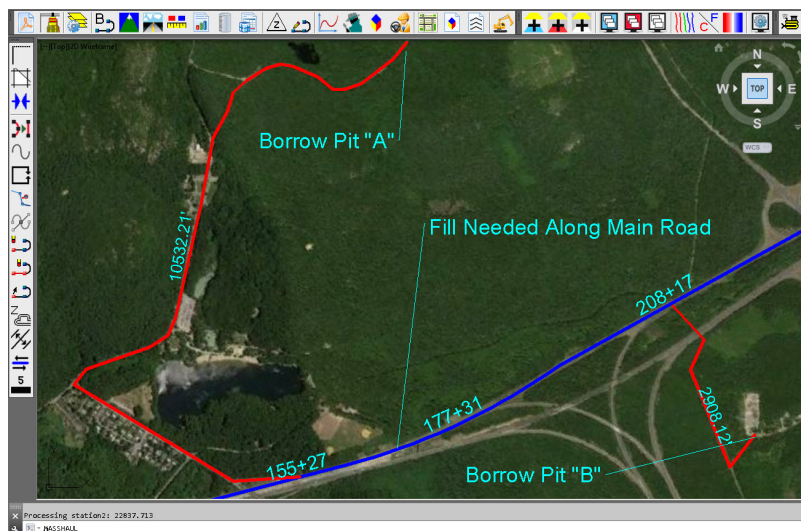 [-][Top][2D Wireframe]
N
W
TOP
E
S
WCS
Borrow Pit "A"
10532.21'
Fill Needed Along Main Road
208+17
177+31
2908.12'
155+27
Borrow Pit "B"
5
Processing station2: 22837.713
MASSHAUL